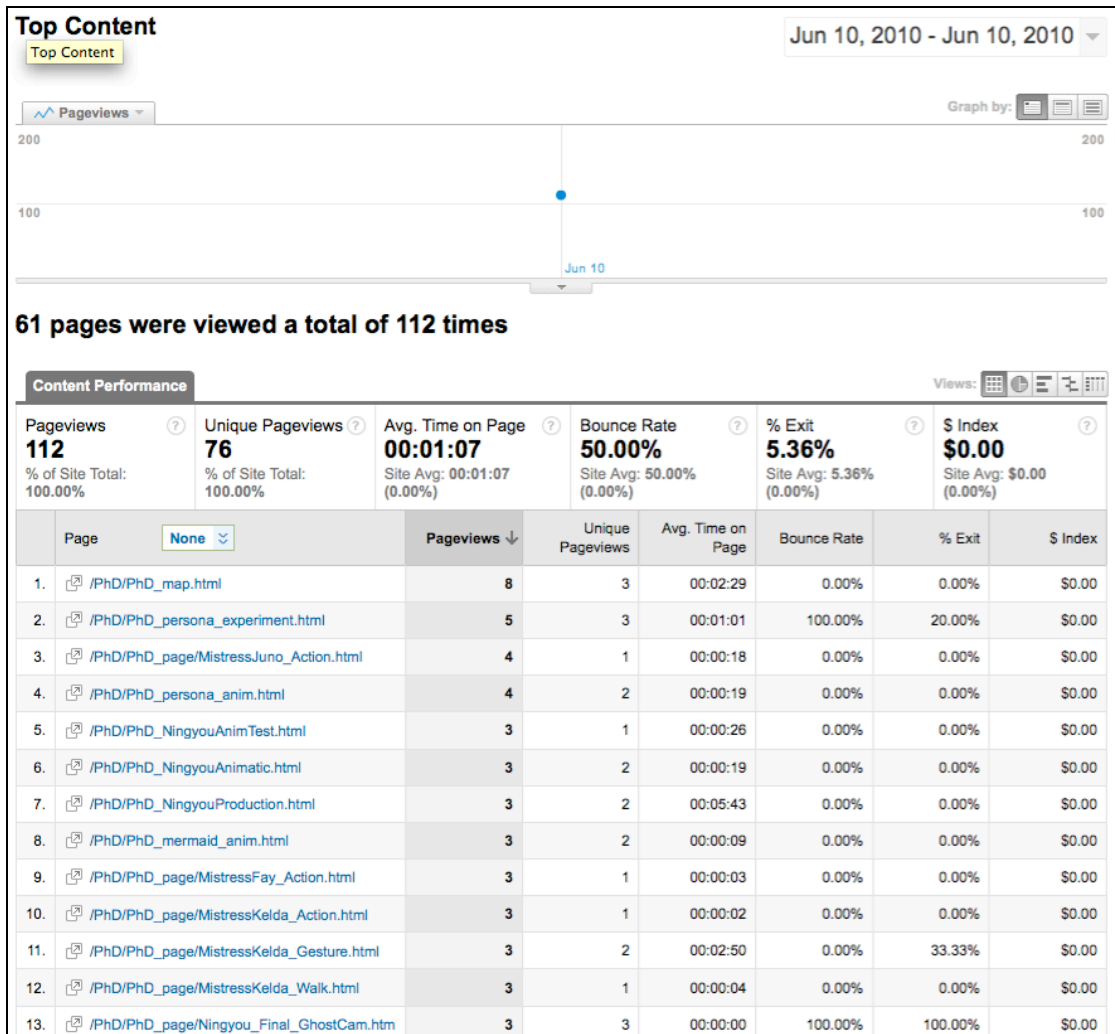 Top Content
Jun 10, 2010 - Jun 10, 2010
Top Content
Pageviews
Graph by:
200 200
100 100
Jun 10
61 pages were viewed a total of 112 times
Content Performance
Views:
Pageviews ? Unique Pageviews ? Avg. Time on Page ? Bounce Rate ? % Exit ? $ Index ?
112 76 00:01:07 50.00% 5.36% $0.00
% of Site Total: % of Site Total: Site Avg: 00:01:07 Site Avg: 50.00% Site Avg: 5.36% Site Avg: $0.00
100.00% 100.00% (0.00%) (0.00%) (0.00%) (0.00%)
Page None Pageviews Unique Pageviews Avg. Time on Page Bounce Rate % Exit $ Index
1. /PhD/PhD_map.html 8 3 00:02:29 0.00% 0.00% $0.00
2. /PhD/PhD_persona_experiment.html 5 3 00:01:01 100.00% 20.00% $0.00
3. /PhD/PhD_page/MistressJuno_Action.html 4 1 00:00:18 0.00% 0.00% $0.00
4. /PhD/PhD_persona_anim.html 4 2 00:00:19 0.00% 0.00% $0.00
5. /PhD/PhD_NingyouAnimTest.html 3 1 00:00:26 0.00% 0.00% $0.00
6. /PhD/PhD_NingyouAnimatic.html 3 2 00:00:19 0.00% 0.00% $0.00
7. /PhD/PhD_NingyouProduction.html 3 2 00:05:43 0.00% 0.00% $0.00
8. /PhD/PhD_mermaid_anim.html 3 2 00:00:09 0.00% 0.00% $0.00
9. /PhD/PhD_page/MistressFay_Action.html 3 1 00:00:03 0.00% 0.00% $0.00
10. /PhD/PhD_page/MistressKelda_Action.html 3 1 00:00:02 0.00% 0.00% $0.00
11. /PhD/PhD_page/MistressKelda_Gesture.html 3 2 00:02:50 0.00% 33.33% $0.00
12. /PhD/PhD_page/MistressKelda_Walk.html 3 1 00:00:04 0.00% 0.00% $0.00
13. /PhD/PhD_page/Ningyou_Final_GhostCam.htm 3 3 00:00:00 100.00% 100.00% $0.00